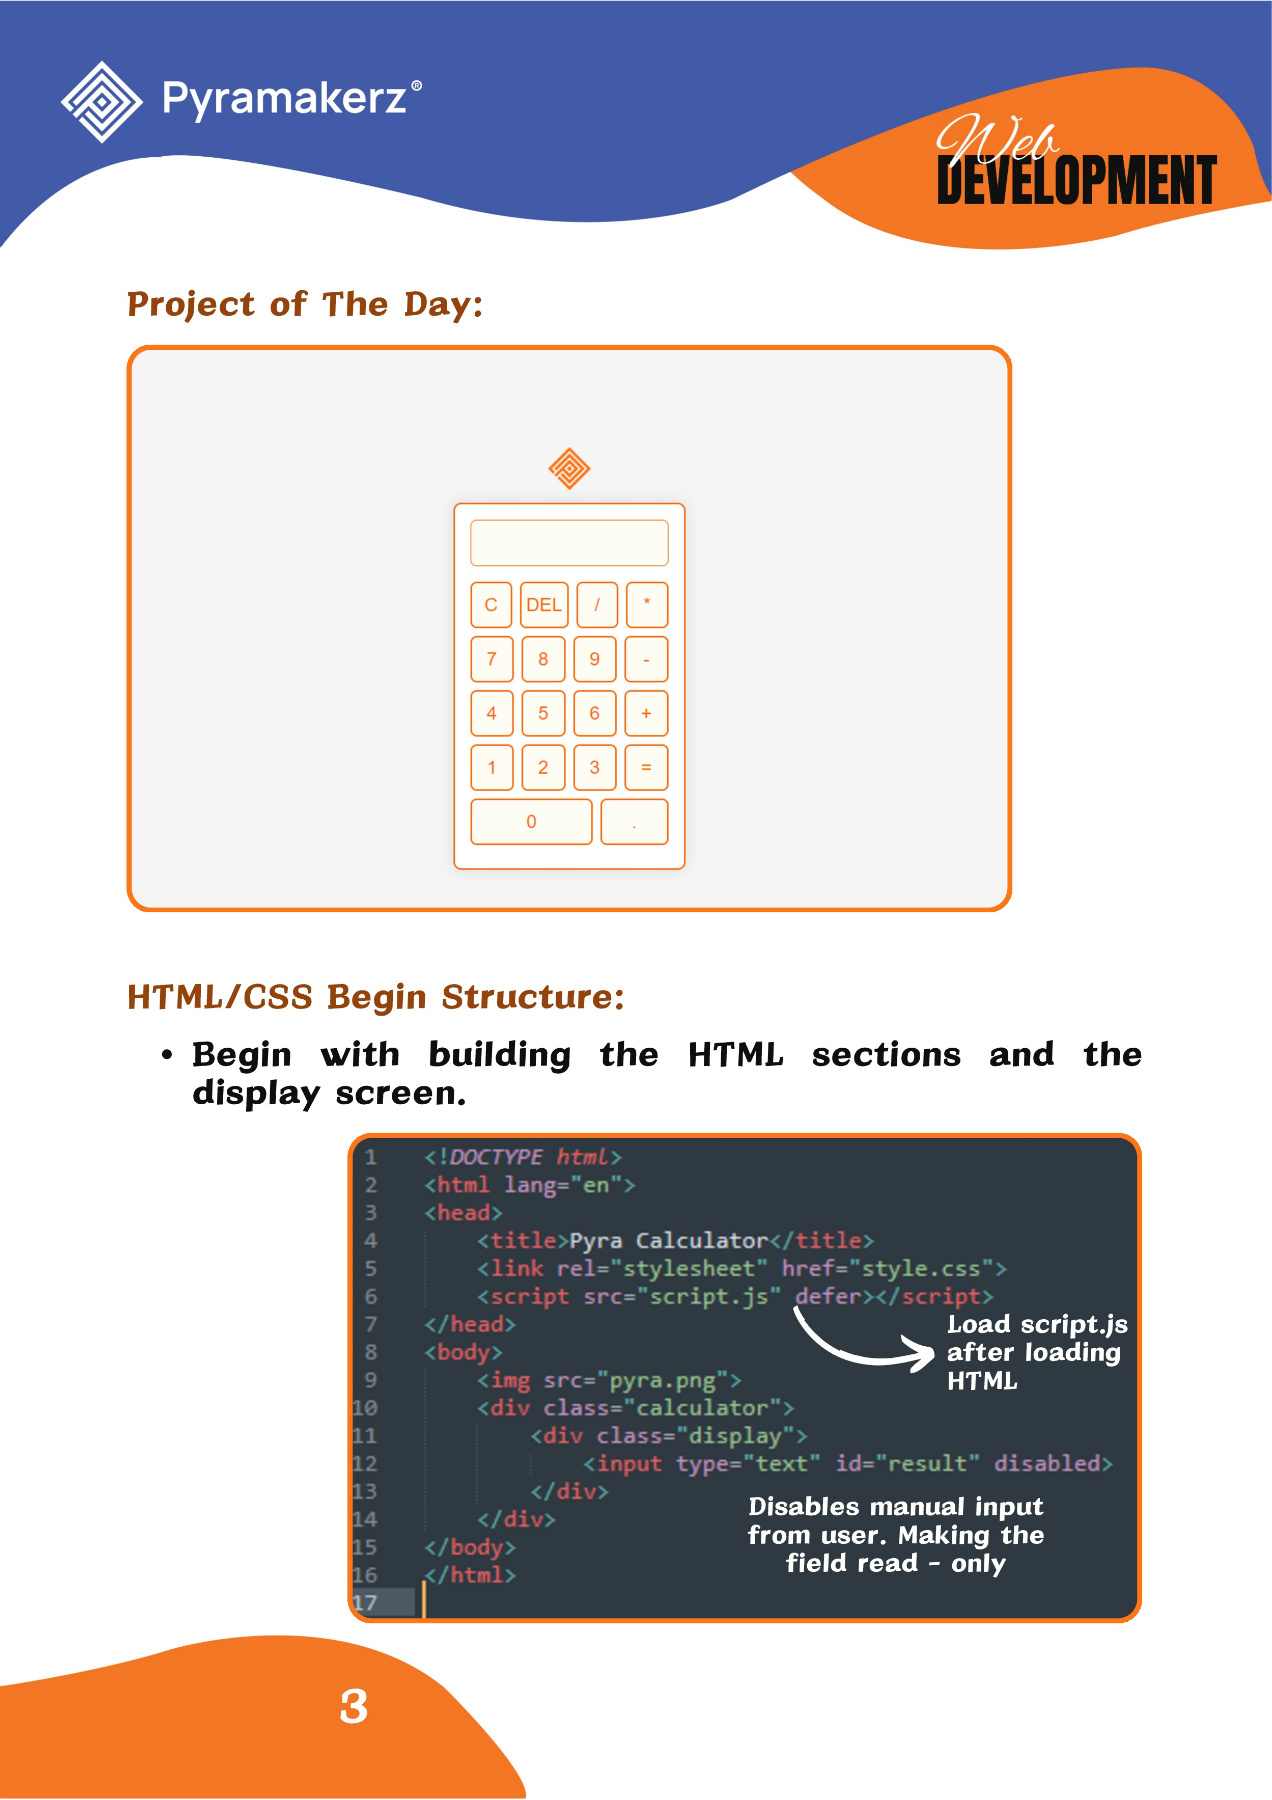 Pyramakerz®
Web
DEVELOPMENT
Project of The Day:
C DEL / *
7 8 9 -
4 5 6 +
1 2 3 =
0 .
HTML/CSS Begin Structure:
• Begin with building the HTML sections and the
display screen.
1 <!DOCTYPE html>
2 <html lang="en">
3 <head>
4 <title>Pyra Calculator</title>
5 <link rel="stylesheet" href="style.css">
6 <script src="script.js" defer></script>
7 </head>
Load script.js
after loading
HTML
8 <body>
9 <img src="pyra.png">
10 <div class="calculator">
11 <div class="display">
12 <input type="text" id="result" disabled>
13 </div>
14 </div>
15 </body>
16 </html>
17
Disables manual input
from user. Making the
field read - only
3